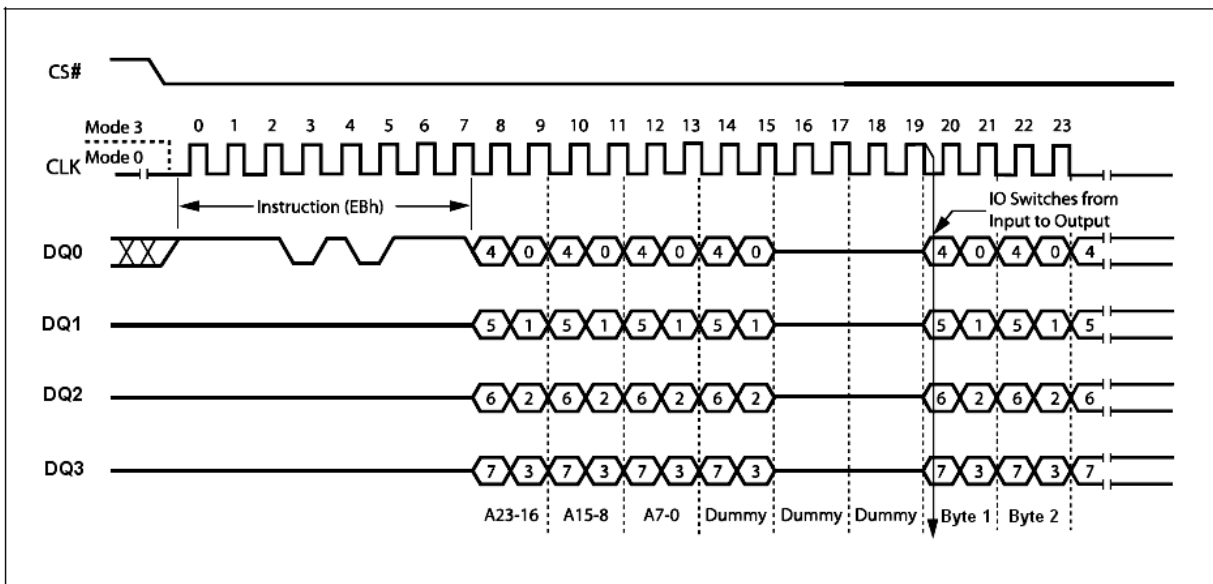 CS#
Mode 3
0 1 2 3 4 5 6 7 8 9 10 11 12 13 14 15 16 17 18 19 20 21 22 23
CLK
Mode 0
Instruction (EBh)
IO Switches from
Input to Output
DQ0
4 0 4 0 4 0 4 0 4 0 4 0 4
DQ1
5 1 5 1 5 1 5 1 5 1 5 1 5
DQ2
6 2 6 2 6 2 6 2 6 2 6 2 6
DQ3
7 3 7 3 7 3 7 3 7 3 7 3 7
A23-16 A15-8 A7-0 Dummy Dummy Dummy Byte 1 Byte 2